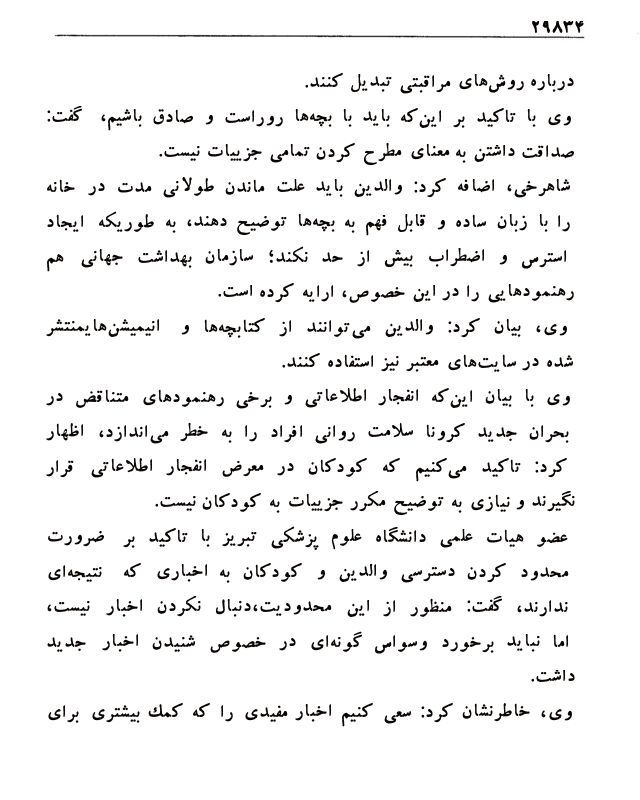 ۲۹۸۳۴
درباره روش‌های مراقبتی تبدیل کنند.
وی با تاکید بر این‌که باید با بچه‌ها روراست و صادق باشیم، گفت:
صداقت داشتن به معنای مطرح کردن تمامی جزییات نیست.
شاهرخی، اضافه کرد: والدین باید علت ماندن طولانی مدت در خانه
را با زبان ساده و قابل فهم به بچه‌ها توضیح دهند، به طوریکه ایجاد
استرس و اضطراب بیش از حد نکند؛ سازمان بهداشت جهانی هم
رهنمودهایی را در این خصوص، ارایه کرده است.
وی، بیان کرد: والدین می‌توانند از کتابچه‌ها و انیمیشن‌هایمنتشر
شده در سایت‌های معتبر نیز استفاده کنند.
وی با بیان این‌که انفجار اطلاعاتی و برخی رهنمودهای متناقض در
بحران جدید کرونا سلامت روانی افراد را به خطر می‌اندازد، اظهار
کرد: تاکید می‌کنیم که کودکان در معرض انفجار اطلاعاتی قرار
نگیرند و نیازی به توضیح مکرر جزییات به کودکان نیست.
عضو هیات علمی دانشگاه علوم پزشکی تبریز با تاکید بر ضرورت
محدود کردن دسترسی والدین و کودکان به اخباری که نتیجه‌ای
ندارند، گفت: منظور از این محدودیت،دنبال نکردن اخبار نیست،
اما نباید برخورد وسواس گونه‌ای در خصوص شنیدن اخبار جدید
داشت.
وی، خاطرنشان کرد: سعی کنیم اخبار مفیدی را که کمك بیشتری برای